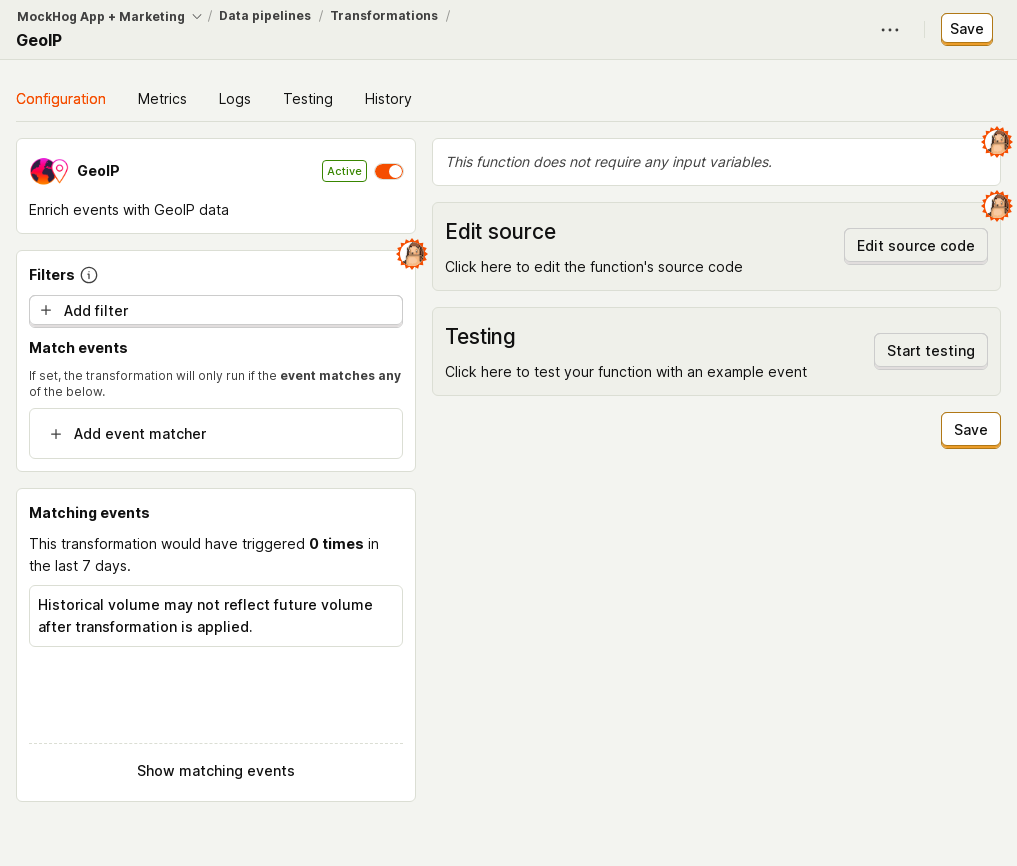 MockHog App + Marketing / Data pipelines / Transformations /
GeoIP
Save
Configuration Metrics Logs Testing History
GeoIP
Active
Enrich events with GeoIP data
Filters
Add filter
Match events
If set, the transformation will only run if the event matches any
of the below.
Add event matcher
Matching events
This transformation would have triggered 0 times in
the last 7 days.
Historical volume may not reflect future volume
after transformation is applied.
Show matching events
This function does not require any input variables.
Edit source
Click here to edit the function's source code
Edit source code
Testing
Click here to test your function with an example event
Start testing
Save